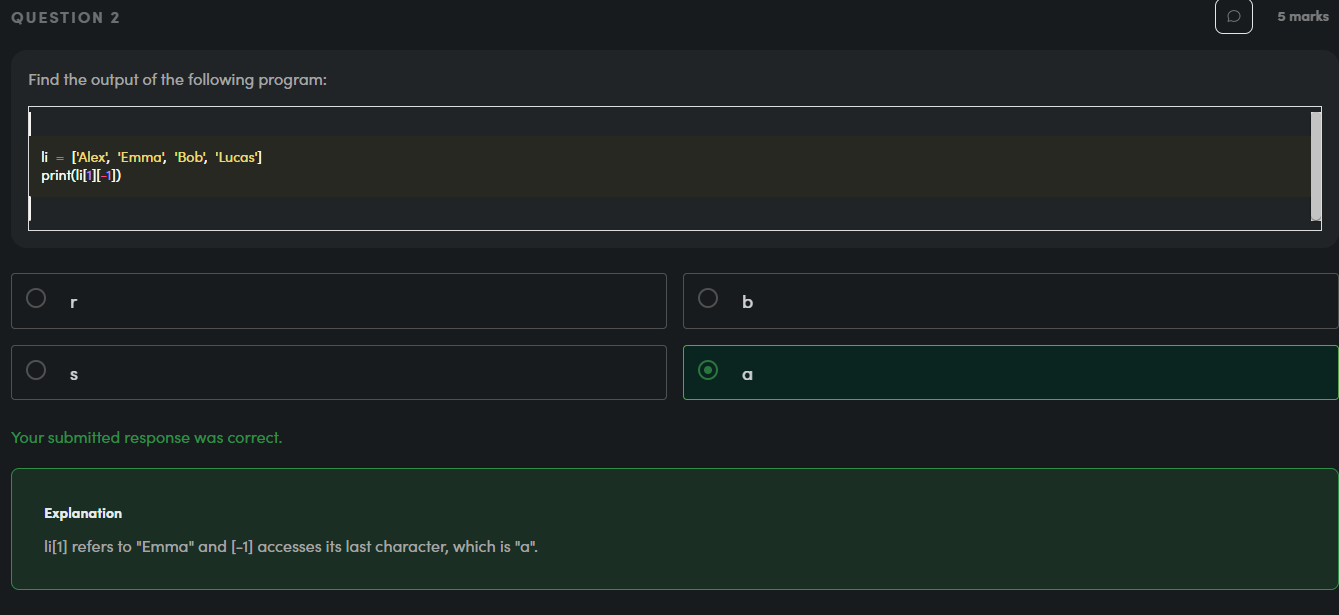 QUESTION 2
5 marks
Find the output of the following program:
li = ['Alex', 'Emma', 'Bob', 'Lucas']
print(li[1][-1])
r
b
s
a
Your submitted response was correct.
Explanation
li[1] refers to "Emma" and [-1] accesses its last character, which is "a".